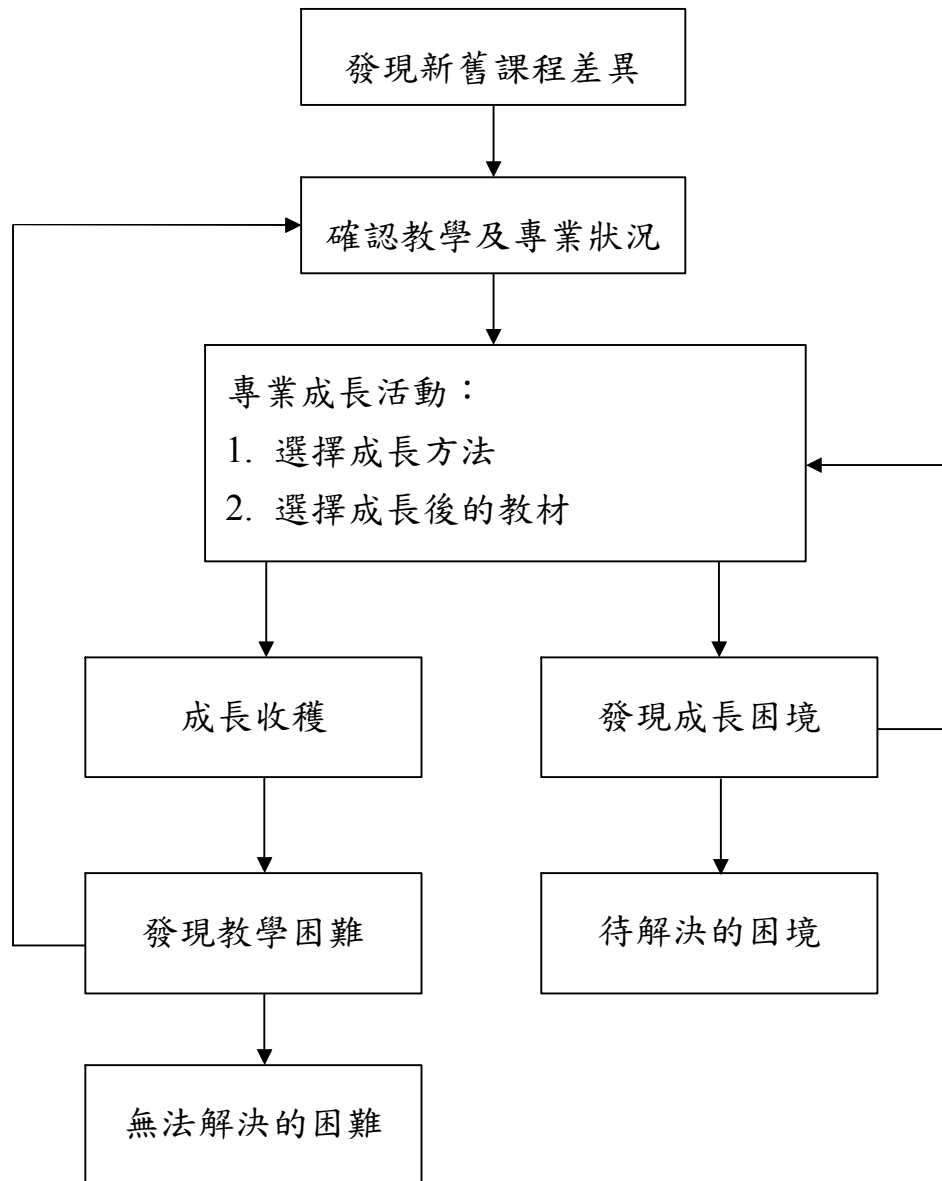 發現新舊課程差異
確認教學及專業狀況
專業成長活動：
1. 選擇成長方法
2. 選擇成長後的教材
成長收穫
發現成長困境
發現教學困難
待解決的困境
無法解決的困難